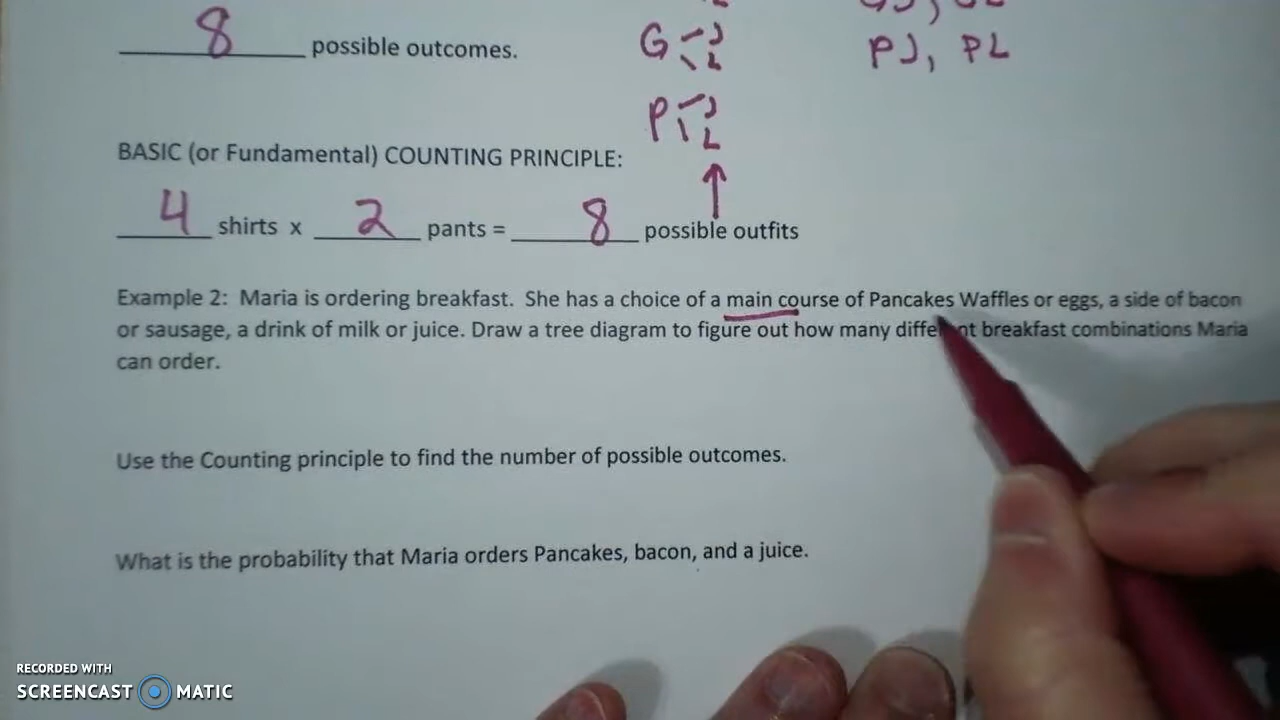 8 possible outcomes.
G J
L
PJ, PL
P J
L
BASIC (or Fundamental) COUNTING PRINCIPLE:
4 shirts x 2 pants = 8 possible outfits
Example 2: Maria is ordering breakfast. She has a choice of a main course of Pancakes Waffles or eggs, a side of bacon
or sausage, a drink of milk or juice. Draw a tree diagram to figure out how many different breakfast combinations Maria
can order.
Use the Counting principle to find the number of possible outcomes.
What is the probability that Maria orders Pancakes, bacon, and a juice.
RECORDED WITH
SCREENCAST MATIC